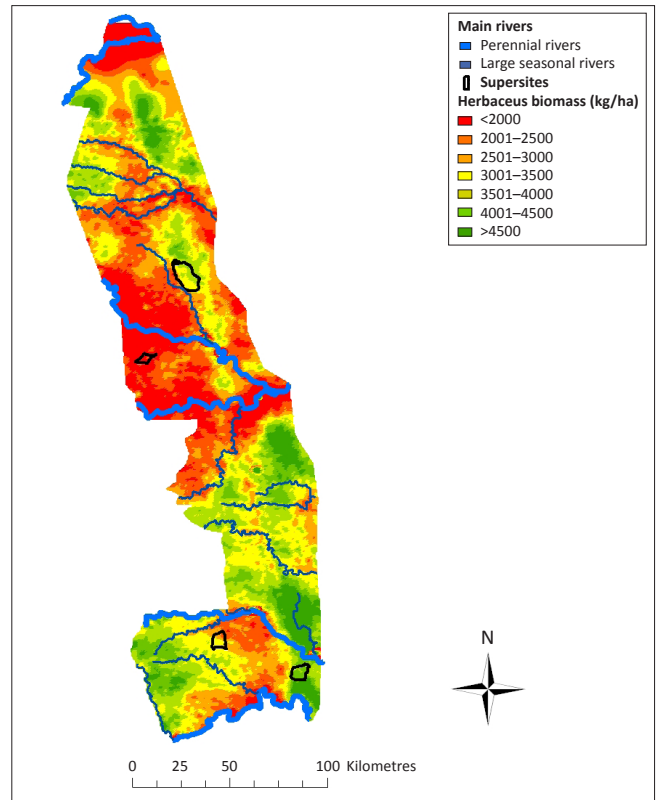 Main rivers
Perennial rivers
Large seasonal rivers
Supersites
Herbaceus biomass (kg/ha)
<2000
2001–2500
2501–3000
3001–3500
3501–4000
4001–4500
>4500
N
0 25 50 100 Kilometres